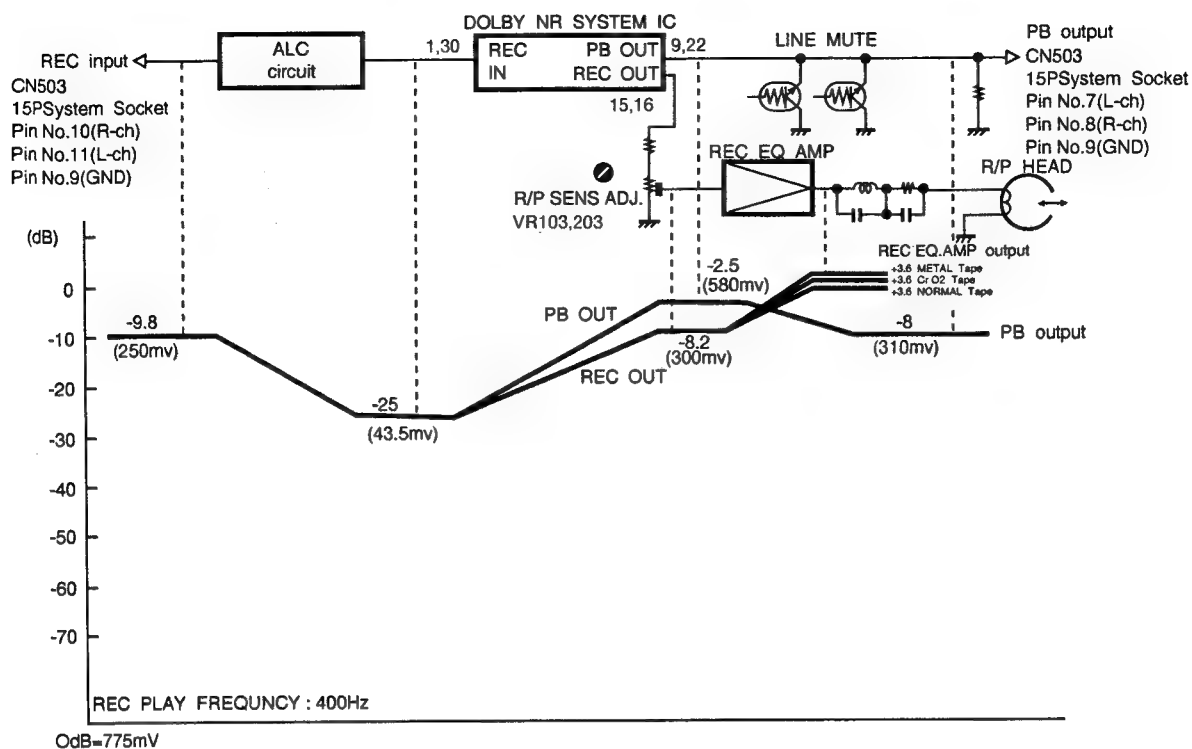 DOLBY NR SYSTEM IC
REC input
CN503
15PSystem Socket
Pin No.10(R-ch)
Pin No.11(L-ch)
Pin No.9(GND)
ALC
circuit
1,30
REC
IN
PB OUT
REC OUT
9,22
15,16
LINE MUTE
PB output
CN503
15PSystem Socket
Pin No.7(L-ch)
Pin No.8(R-ch)
Pin No.9(GND)
R/P HEAD
REC EQ AMP
R/P SENS ADJ.
VR103,203
REC EQ.AMP output
+3.6 METAL Tape
+3.6 Cr O2 Tape
+3.6 NORMAL Tape
(dB)
0
-10
-20
-30
-40
-50
-60
-70
-9.8
(250mv)
-25
(43.5mv)
PB OUT
REC OUT
-2.5
(580mv)
-8.2
(300mv)
-8
(310mv)
PB output
REC PLAY FREQUNCY : 400Hz
OdB=775mV